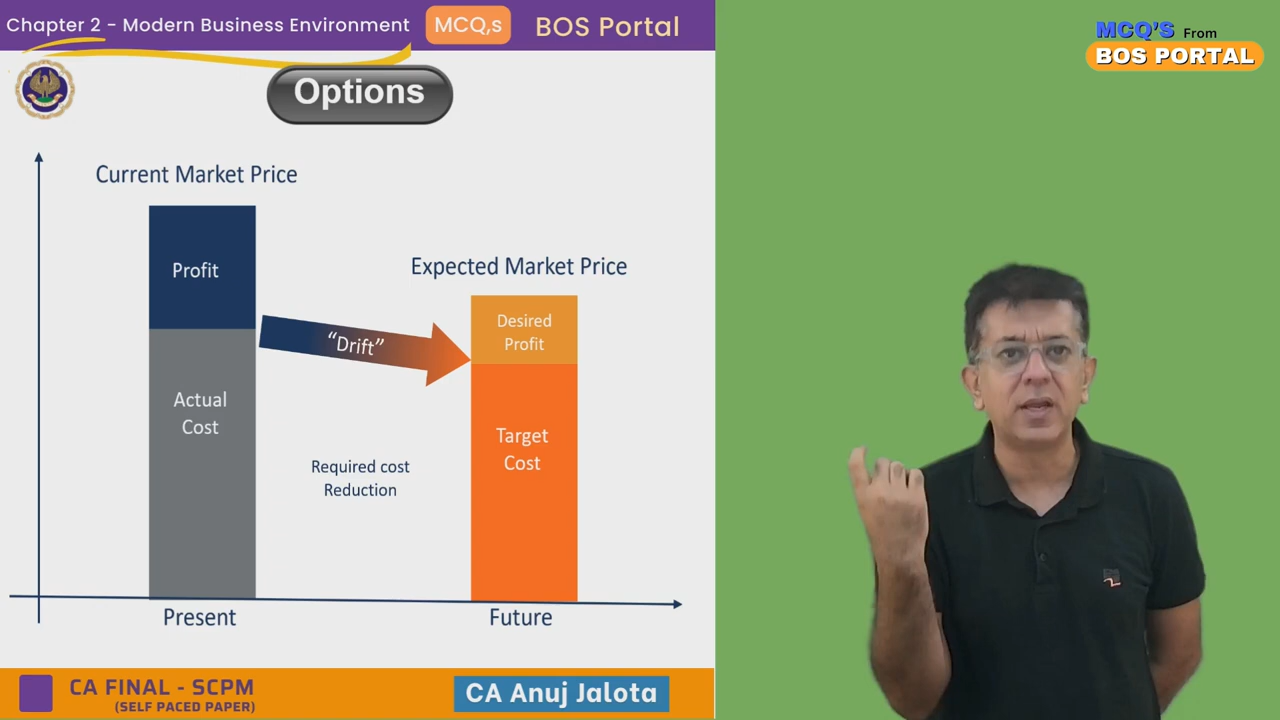 Chapter 2 - Modern Business Environment
MCQ,s
BOS Portal
MCQ'S From
BOS PORTAL
Options
Current Market Price
Profit
Actual
Cost
"Drift"
Required cost
Reduction
Expected Market Price
Desired
Profit
Target
Cost
Present
Future
CA FINAL - SCPM
(SELF PACED PAPER)
CA Anuj Jalota